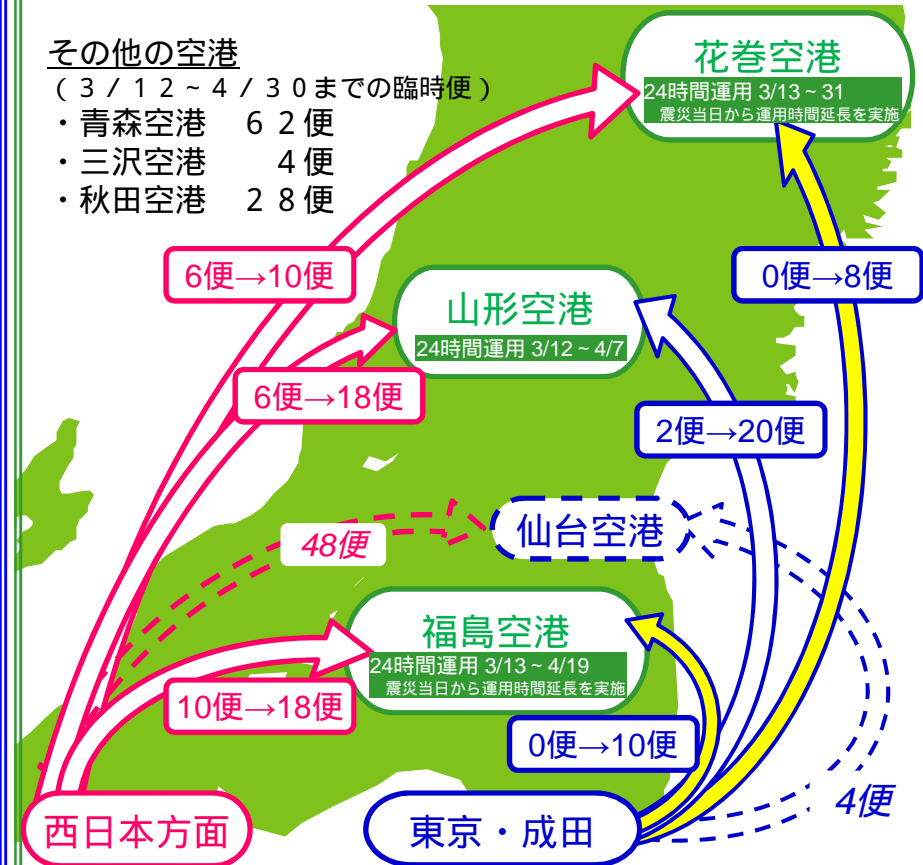 その他の空港
(3/12~4/30までの臨時便)
・青森空港 62便
・三沢空港 4便
・秋田空港 28便
花巻空港
24時間運用 3/13~31
震災当日から運用時間延長を実施
6便→10便
0便→8便
山形空港
24時間運用 3/12~4/7
6便→18便
2便→20便
48便
仙台空港
福島空港
24時間運用 3/13~4/19
震災当日から運用時間延長を実施
10便→18便
0便→10便
4便
西日本方面
東京・成田